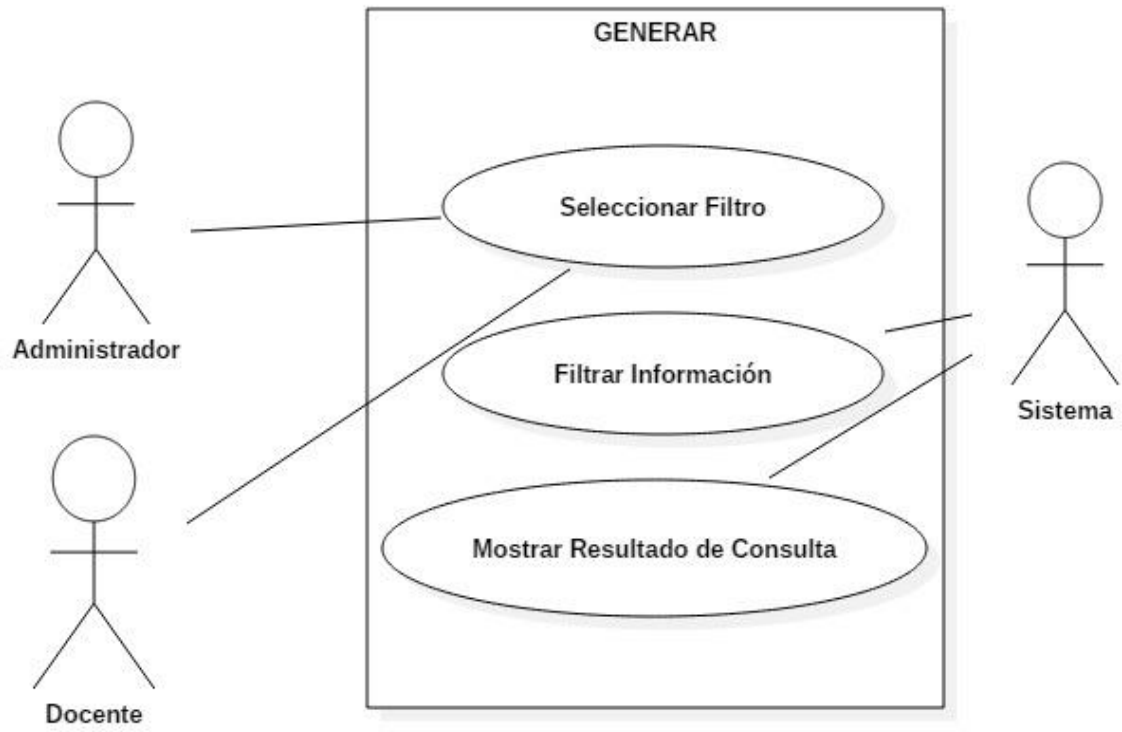 GENERAR
Seleccionar Filtro
Administrador
Filtrar Información
Sistema
Mostrar Resultado de Consulta
Docente